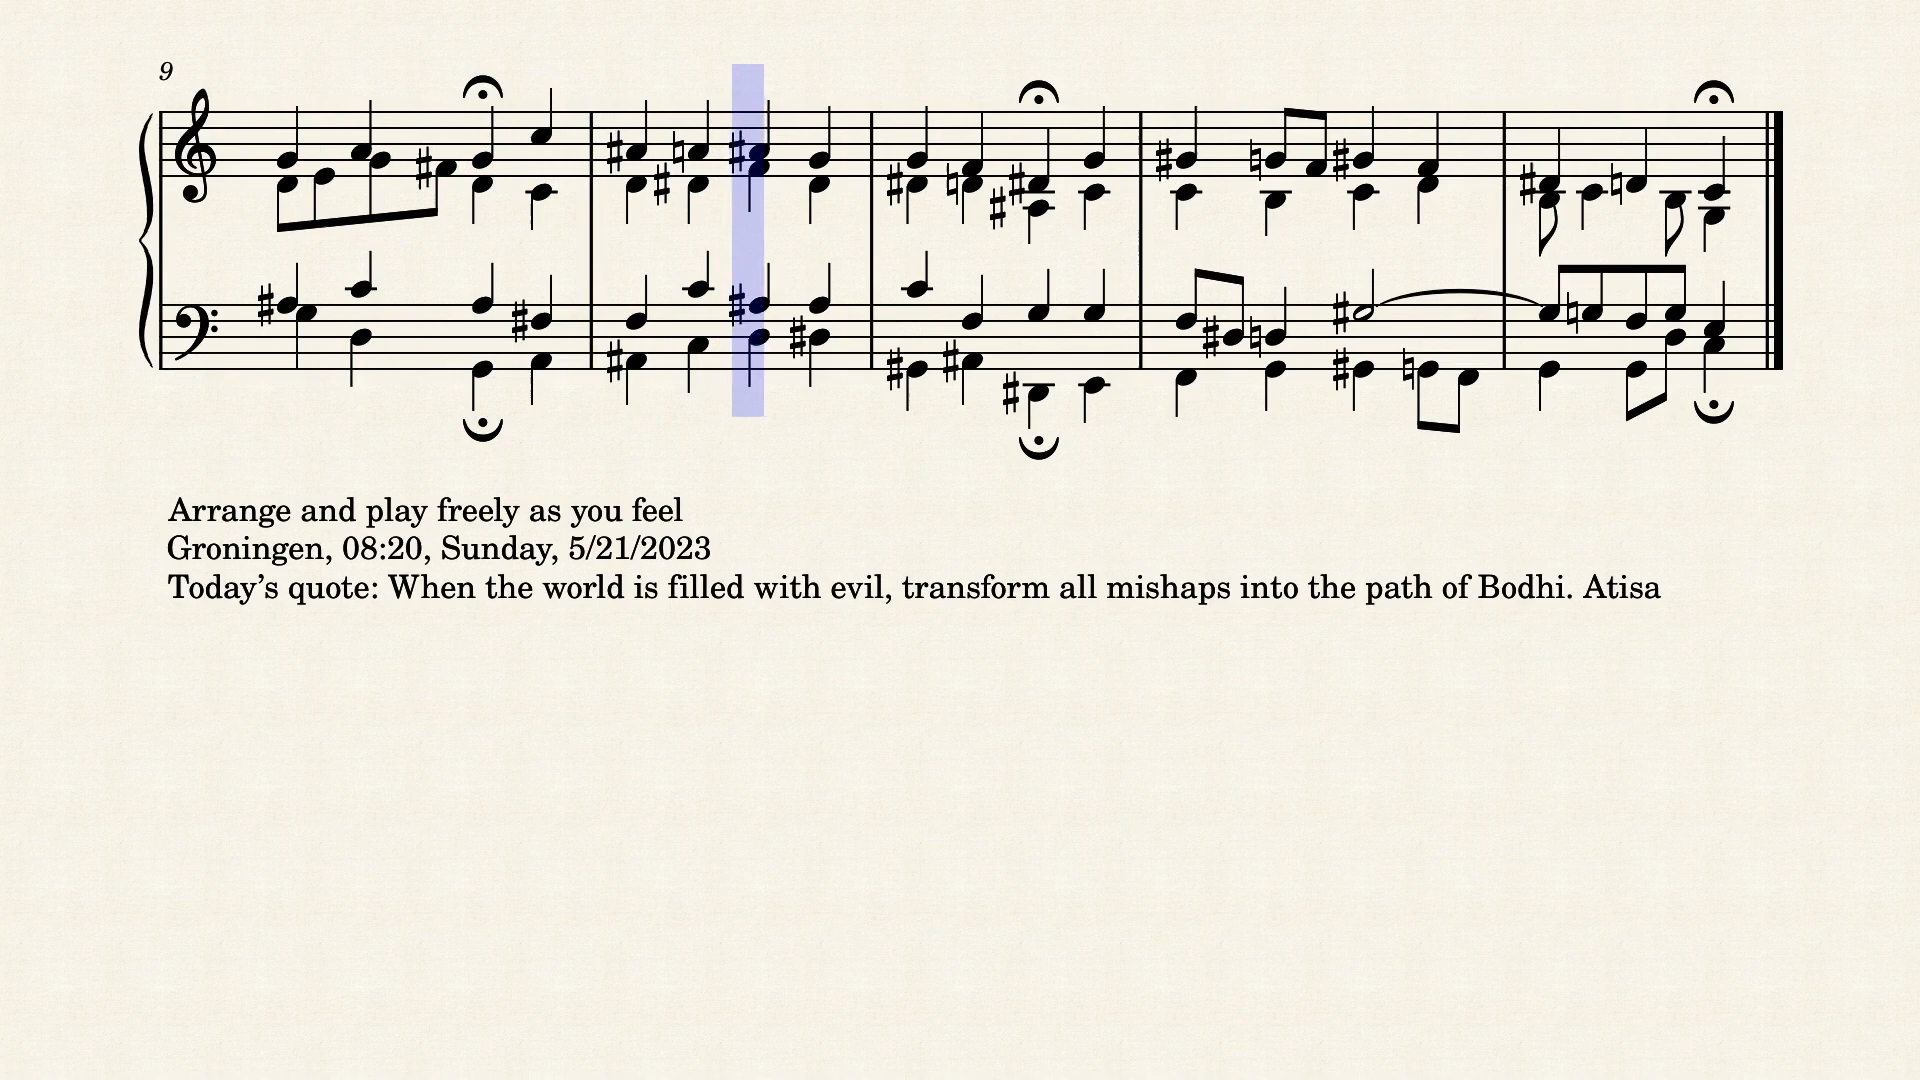 9
Arrange and play freely as you feel
Groningen, 08:20, Sunday, 5/21/2023
Today’s quote: When the world is filled with evil, transform all mishaps into the path of Bodhi. Atisa